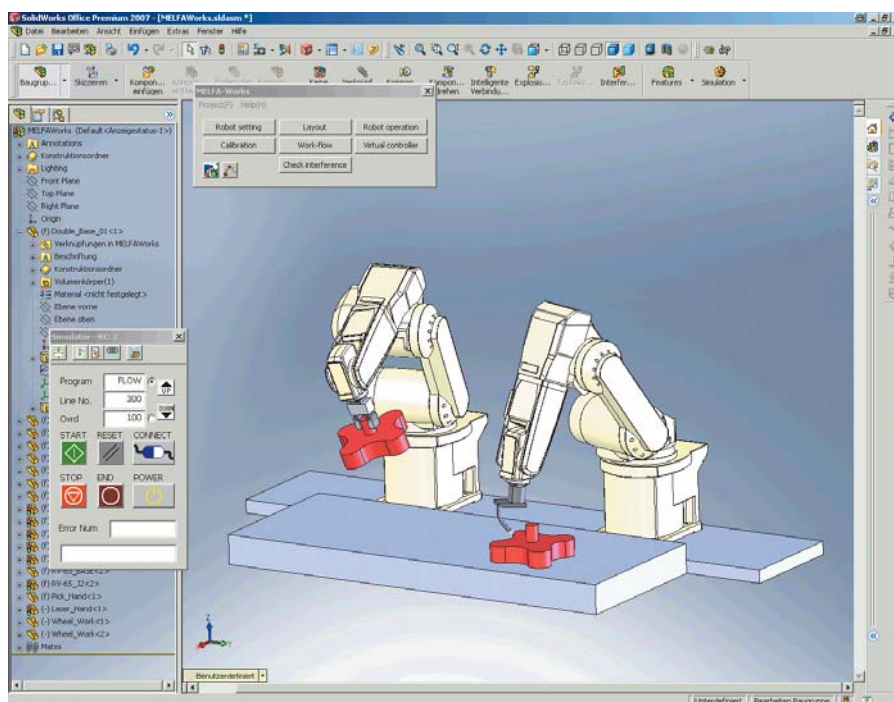 SolidWorks Office Premium 2007 - [MELFAWorks.sldasm *]
Datei Bearbeiten Ansicht Einfügen Extras Fenster Hilfe
Baugrup... Skizzieren Kompon... einfügen Intelligente Verbindu... Explosio... Interfer... Features Simulation
MELFA-Works
Project(P) Help(H)
Robot setting Layout Robot operation
Calibration Work-flow Virtual controller
Check interference
MELFAWorks (Default<Anzeigestatus-1>)
Annotations
Konstruktionsordner
Lighting
Front Plane
Top Plane
Right Plane
Origin
(f) Double_Base_01<1>
Verknüpfungen in MELFAWorks
Beschriftung
Konstruktionsordner
Volumenkörper(1)
Material <nicht festgelegt>
Ebene vorne
Ebene oben
Program FLOW UP
Line No. 300
Ovrd 100 DOWN
START RESET CONNECT
STOP END POWER
Error Num
(f) RV-6S_J2<2>
(f) Pick_Hand<1>
(-) Laser_Hand<1>
(-) Wheel_Work<1>
(-) Wheel_Work<2>
Mates
Z
Y
Benutzerdefiniert
Unterdefiniert Bearbeiten Baugruppe